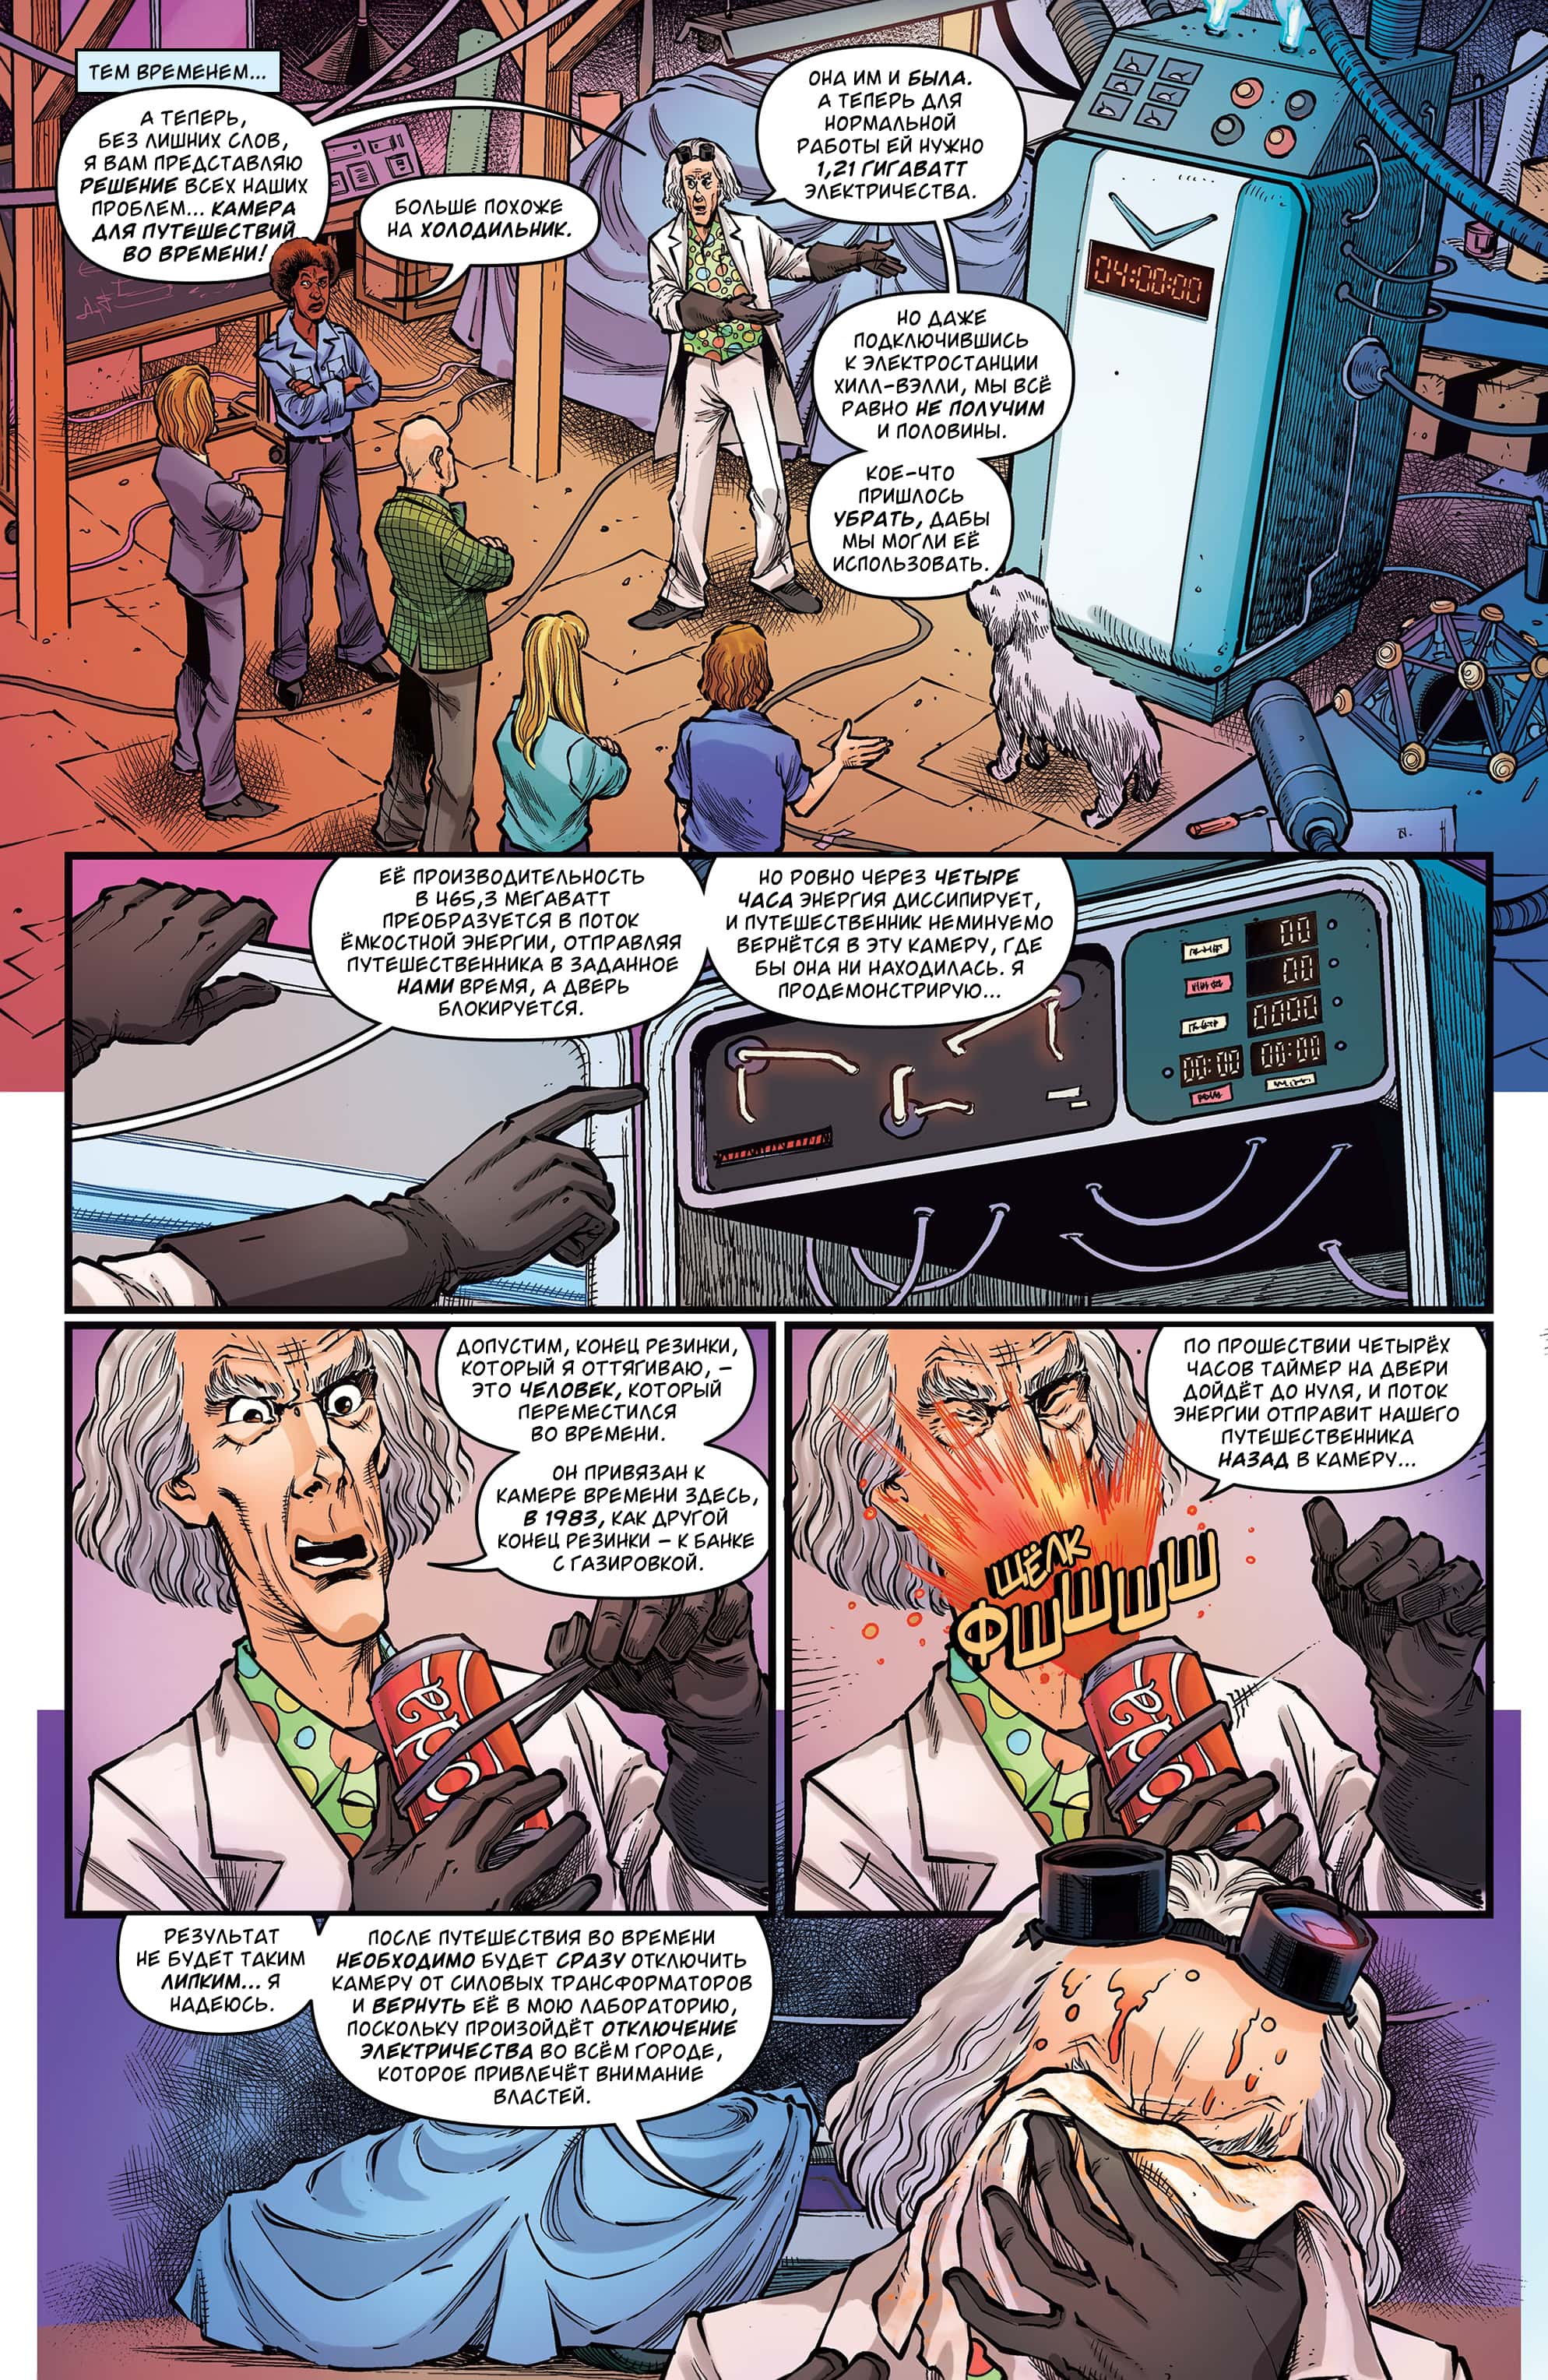 ТЕМ ВРЕМЕНЕМ...
А ТЕПЕРЬ,
БЕЗ ЛИШНИХ СЛОВ,
Я ВАМ ПРЕДСТАВЛЯЮ
РЕШЕНИЕ ВСЕХ НАШИХ
ПРОБЛЕМ... КАМЕРА
ДЛЯ ПУТЕШЕСТВИЙ
ВО ВРЕМЕНИ!
БОЛЬШЕ ПОХОЖЕ
НА ХОЛОДИЛЬНИК.
ОНА ИМ И БЫЛА.
А ТЕПЕРЬ ДЛЯ
НОРМАЛЬНОЙ
РАБОТЫ ЕЙ НУЖНО
1,21 ГИГАВАТТ
ЭЛЕКТРИЧЕСТВА.
04:00:00
НО ДАЖЕ
ПОДКЛЮЧИВШИСЬ
К ЭЛЕКТРОСТАНЦИИ
ХИЛЛ-ВЭЛЛИ, МЫ ВСЁ
РАВНО НЕ ПОЛУЧИМ
И ПОЛОВИНЫ.
КОЕ-ЧТО
ПРИШЛОСЬ
УБРАТЬ, ДАБЫ
МЫ МОГЛИ ЕЁ
ИСПОЛЬЗОВАТЬ.
ЕЁ ПРОИЗВОДИТЕЛЬНОСТЬ
В 465,3 МЕГАВАТТ
ПРЕОБРАЗУЕТСЯ В ПОТОК
ЁМКОСТНОЙ ЭНЕРГИИ, ОТПРАВЛЯЯ
ПУТЕШЕСТВЕННИКА В ЗАДАННОЕ
НАМИ ВРЕМЯ, А ДВЕРЬ
БЛОКИРУЕТСЯ.
НО РОВНО ЧЕРЕЗ ЧЕТЫРЕ
ЧАСА ЭНЕРГИЯ ДИССИПИРУЕТ,
И ПУТЕШЕСТВЕННИК НЕМИНУЕМО
ВЕРНЁТСЯ В ЭТУ КАМЕРУ, ГДЕ
БЫ ОНА НИ НАХОДИЛАСЬ. Я
ПРОДЕМОНСТРИРУЮ...
00
00
0000
00:00 00:00
ДОПУСТИМ, КОНЕЦ РЕЗИНКИ,
КОТОРЫЙ Я ОТТЯГИВАЮ, –
ЭТО ЧЕЛОВЕК, КОТОРЫЙ
ПЕРЕМЕСТИЛСЯ
ВО ВРЕМЕНИ.
ОН ПРИВЯЗАН К
КАМЕРЕ ВРЕМЕНИ ЗДЕСЬ,
В 1983, КАК ДРУГОЙ
КОНЕЦ РЕЗИНКИ – К БАНКЕ
С ГАЗИРОВКОЙ.
ПО ПРОШЕСТВИИ ЧЕТЫРЁХ
ЧАСОВ ТАЙМЕР НА ДВЕРИ
ДОЙДЁТ ДО НУЛЯ, И ПОТОК
ЭНЕРГИИ ОТПРАВИТ НАШЕГО
ПУТЕШЕСТВЕННИКА
НАЗАД В КАМЕРУ...
ЩЁЛК
ФШШШШ
РЕЗУЛЬТАТ
НЕ БУДЕТ ТАКИМ
ЛИПКИМ... Я
НАДЕЮСЬ.
ПОСЛЕ ПУТЕШЕСТВИЯ ВО ВРЕМЕНИ
НЕОБХОДИМО БУДЕТ СРАЗУ ОТКЛЮЧИТЬ
КАМЕРУ ОТ СИЛОВЫХ ТРАНСФОРМАТОРОВ
И ВЕРНУТЬ ЕЁ В МОЮ ЛАБОРАТОРИЮ,
ПОСКОЛЬКУ ПРОИЗОЙДЁТ ОТКЛЮЧЕНИЕ
ЭЛЕКТРИЧЕСТВА ВО ВСЁМ ГОРОДЕ,
КОТОРОЕ ПРИВЛЕЧЁТ ВНИМАНИЕ
ВЛАСТЕЙ.